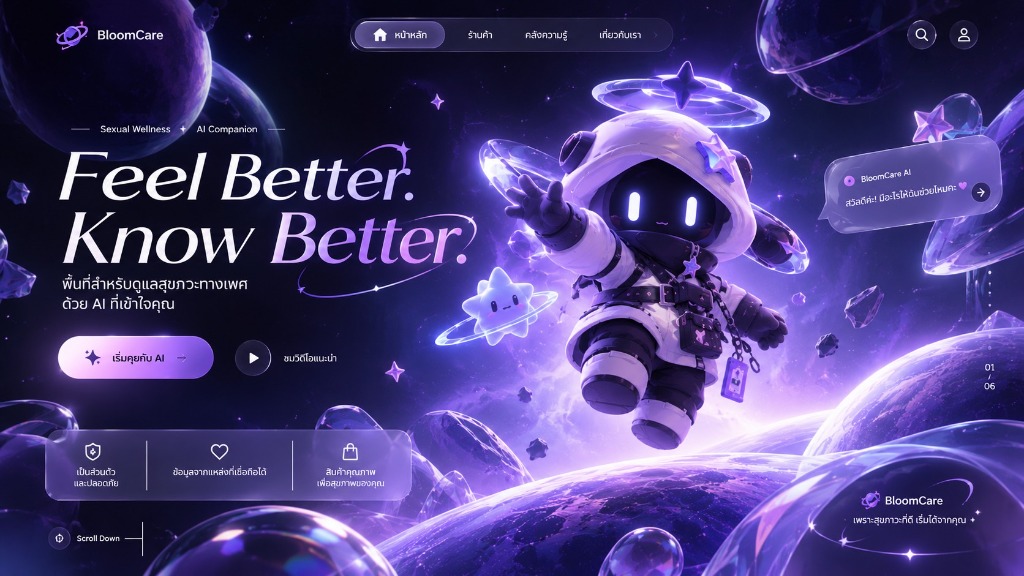 BloomCare
หน้าหลัก
ร้านค้า
คลังความรู้
เกี่ยวกับเรา
Sexual Wellness
AI Companion
Feel Better.
Know Better.
พื้นที่สำหรับดูแลสุขภวะทางเพศ
ด้วย AI ที่เข้าใจคุณ
เริ่มคุยกับ AI →
ชมวิดีโอแนะนำ
BloomCare AI
สวัสดีค่ะ! มีอะไรให้ฉันช่วยไหมคะ
01
/
06
เป็นส่วนตัว
และปลอดภัย
ข้อมูลจากแหล่งที่เชื่อถือได้
สินค้าคุณภาพ
เพื่อสุขภาพของคุณ
Scroll Down
BloomCare
เพราะสุขภาวะที่ดี เริ่มได้จากคุณ